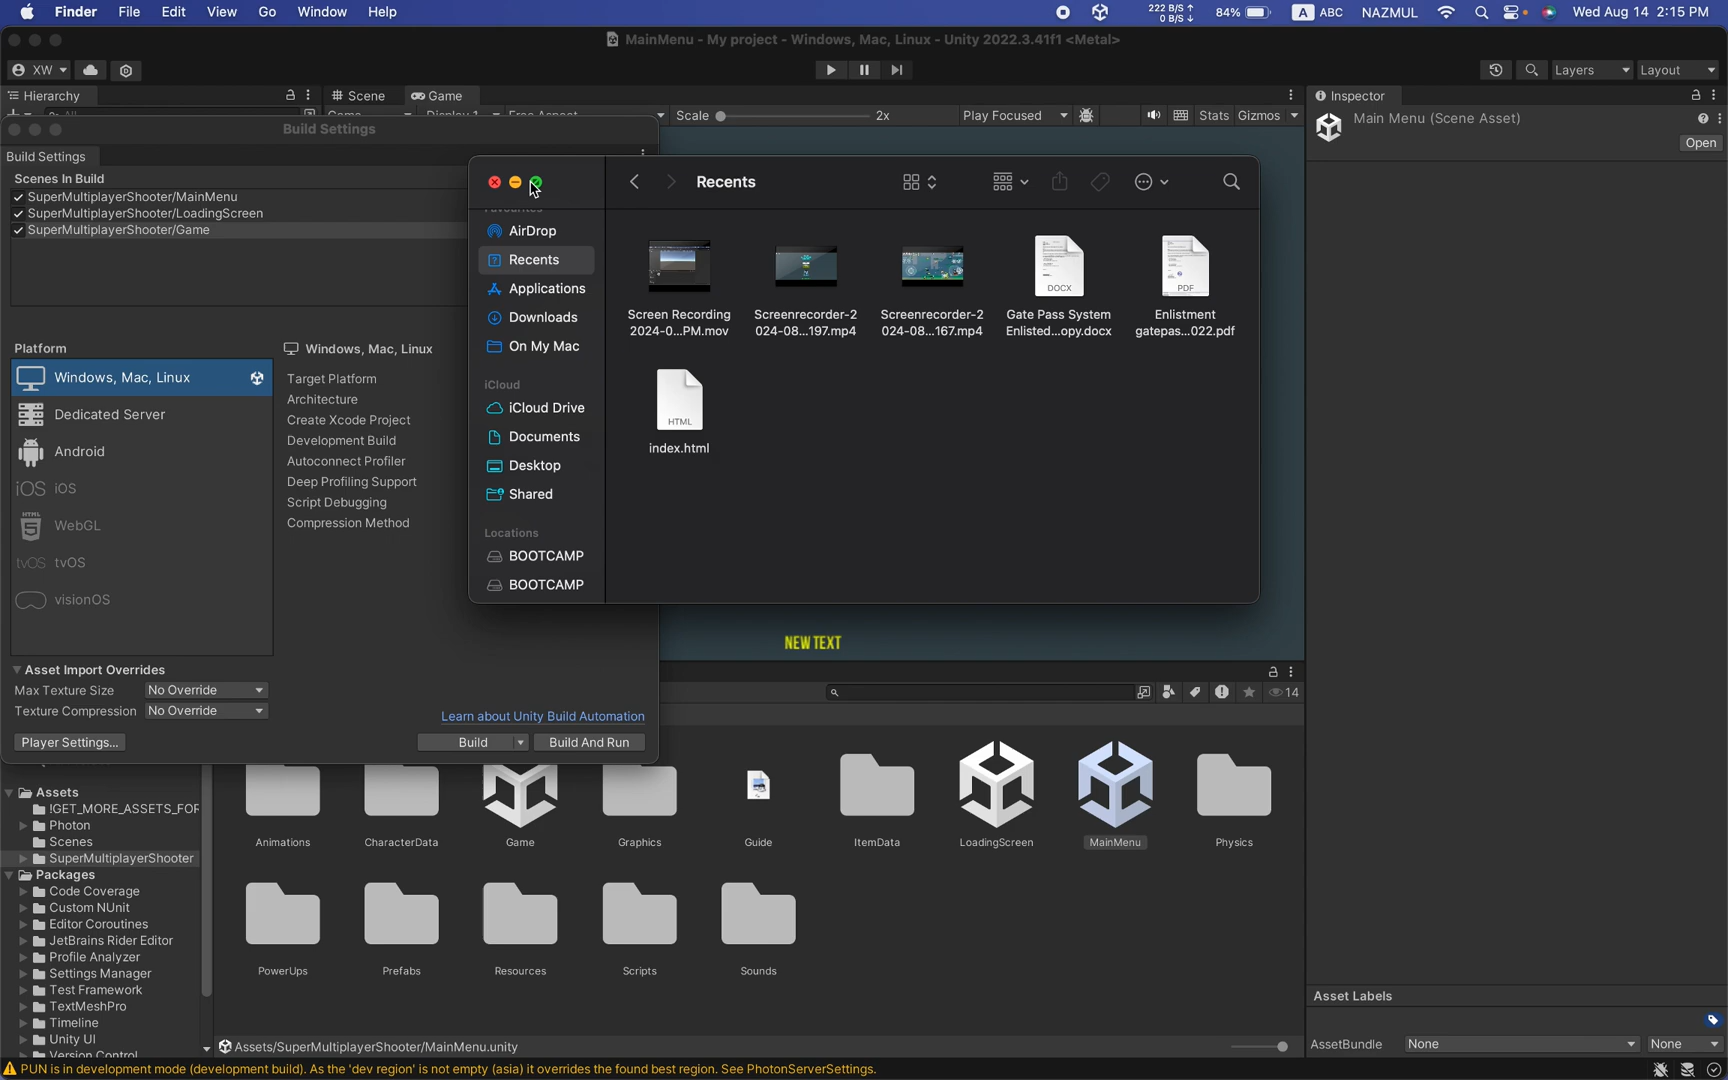 Finder File Edit View Go Window Help
222 B/S ↑
0 B/S ↓
84% A ABC NAZMUL Wed Aug 14 2:15 PM
MainMenu - My project - Windows, Mac, Linux - Unity 2022.3.41f1 <Metal>
XW
Layers Layout
Hierarchy
Scene Game
Scale 2x Play Focused Stats Gizmos
Inspector
Main Menu (Scene Asset)
Open
Build Settings
Build Settings
Scenes In Build
SuperMultiplayerShooter/MainMenu
SuperMultiplayerShooter/LoadingScreen
SuperMultiplayerShooter/Game
Platform
Windows, Mac, Linux
Dedicated Server
Android
iOS iOS
HTML
5 WebGL
tvOS tvOS
visionOS
Windows, Mac, Linux
Target Platform
Architecture
Create Xcode Project
Development Build
Autoconnect Profiler
Deep Profiling Support
Script Debugging
Compression Method
Asset Import Overrides
Max Texture Size No Override
Texture Compression No Override
Learn about Unity Build Automation
Player Settings... Build Build And Run
Recents
AirDrop
Recents
Applications
Downloads
On My Mac
iCloud
iCloud Drive
Documents
Desktop
Shared
Locations
BOOTCAMP
BOOTCAMP
Screen Recording
2024-0...PM.mov
Screenrecorder-2
024-08...197.mp4
Screenrecorder-2
024-08...167.mp4
DOCX
Gate Pass System
Enlisted...opy.docx
PDF
Enlistment
gatepas...022.pdf
HTML
index.html
NEW TEXT
14
Assets
!GET_MORE_ASSETS_FOR
Photon
Scenes
SuperMultiplayerShooter
Packages
Code Coverage
Custom NUnit
Editor Coroutines
JetBrains Rider Editor
Profile Analyzer
Settings Manager
Test Framework
TextMeshPro
Timeline
Unity UI
Version Control
Animations CharacterData Game Graphics Guide ItemData LoadingScreen MainMenu Physics
PowerUps Prefabs Resources Scripts Sounds
Assets/SuperMultiplayerShooter/MainMenu.unity
Asset Labels
AssetBundle None None
PUN is in development mode (development build). As the 'dev region' is not empty (asia) it overrides the found best region. See PhotonServerSettings.